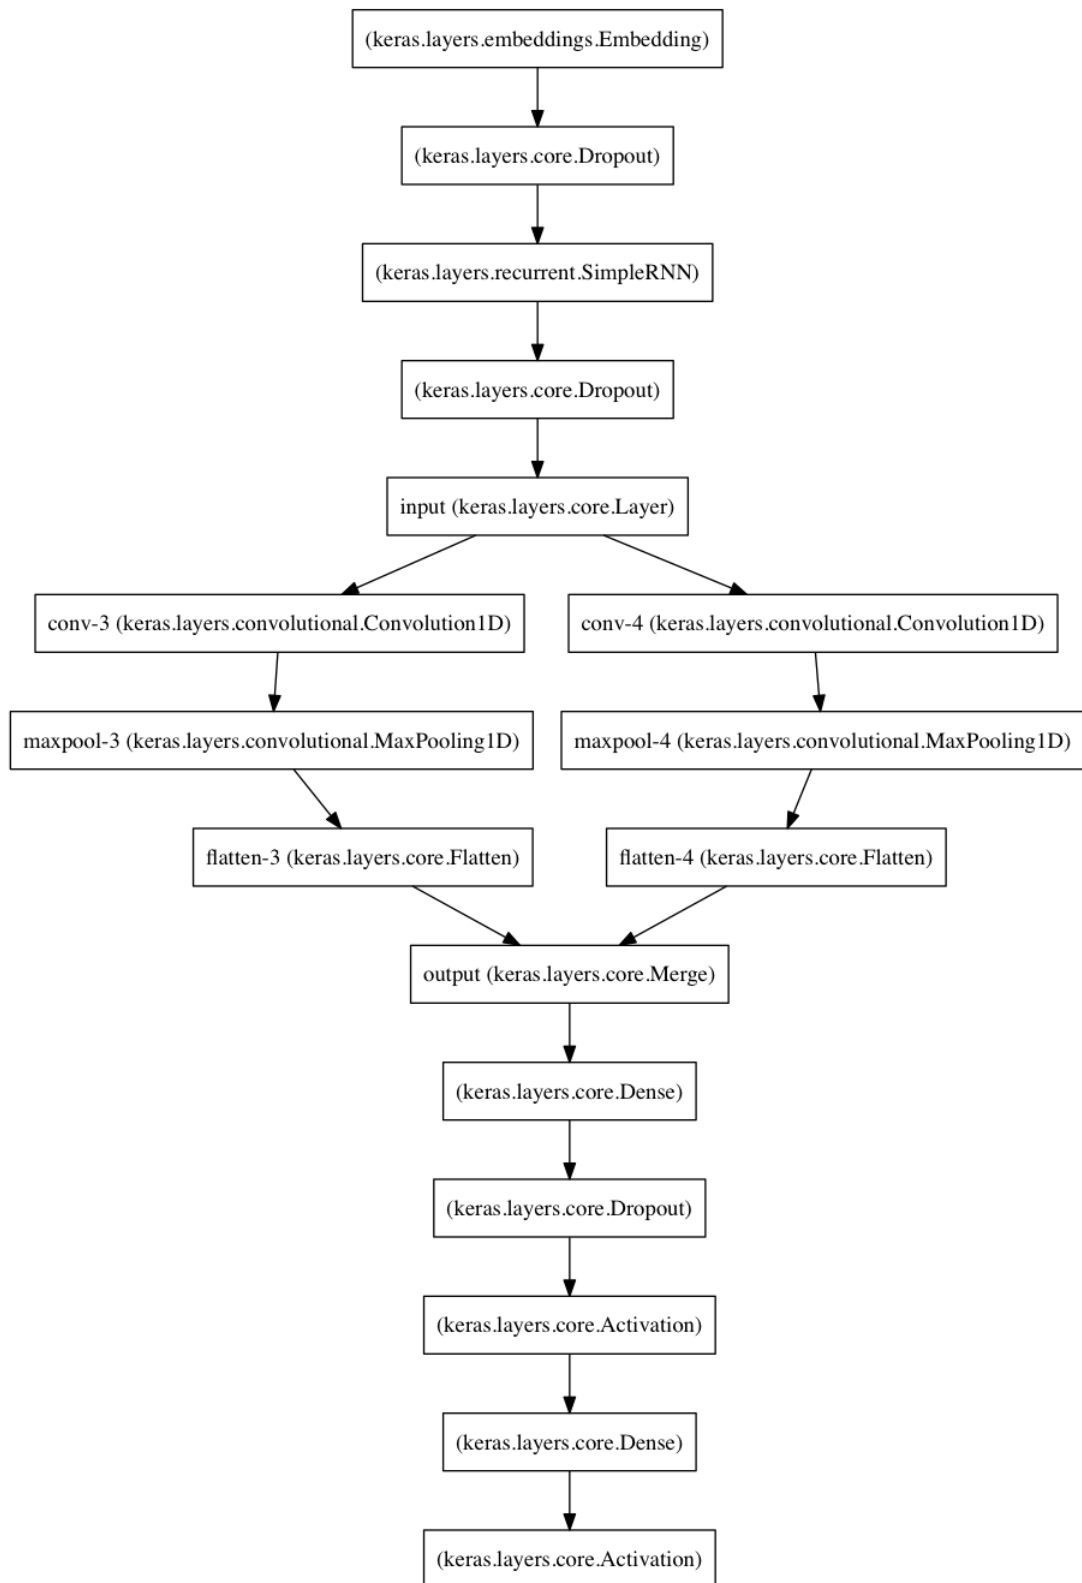 (keras.layers.embeddings.Embedding)
(keras.layers.core.Dropout)
(keras.layers.recurrent.SimpleRNN)
(keras.layers.core.Dropout)
input (keras.layers.core.Layer)
conv-3 (keras.layers.convolutional.Convolution1D)
conv-4 (keras.layers.convolutional.Convolution1D)
maxpool-3 (keras.layers.convolutional.MaxPooling1D)
maxpool-4 (keras.layers.convolutional.MaxPooling1D)
flatten-3 (keras.layers.core.Flatten)
flatten-4 (keras.layers.core.Flatten)
output (keras.layers.core.Merge)
(keras.layers.core.Dense)
(keras.layers.core.Dropout)
(keras.layers.core.Activation)
(keras.layers.core.Dense)
(keras.layers.core.Activation)